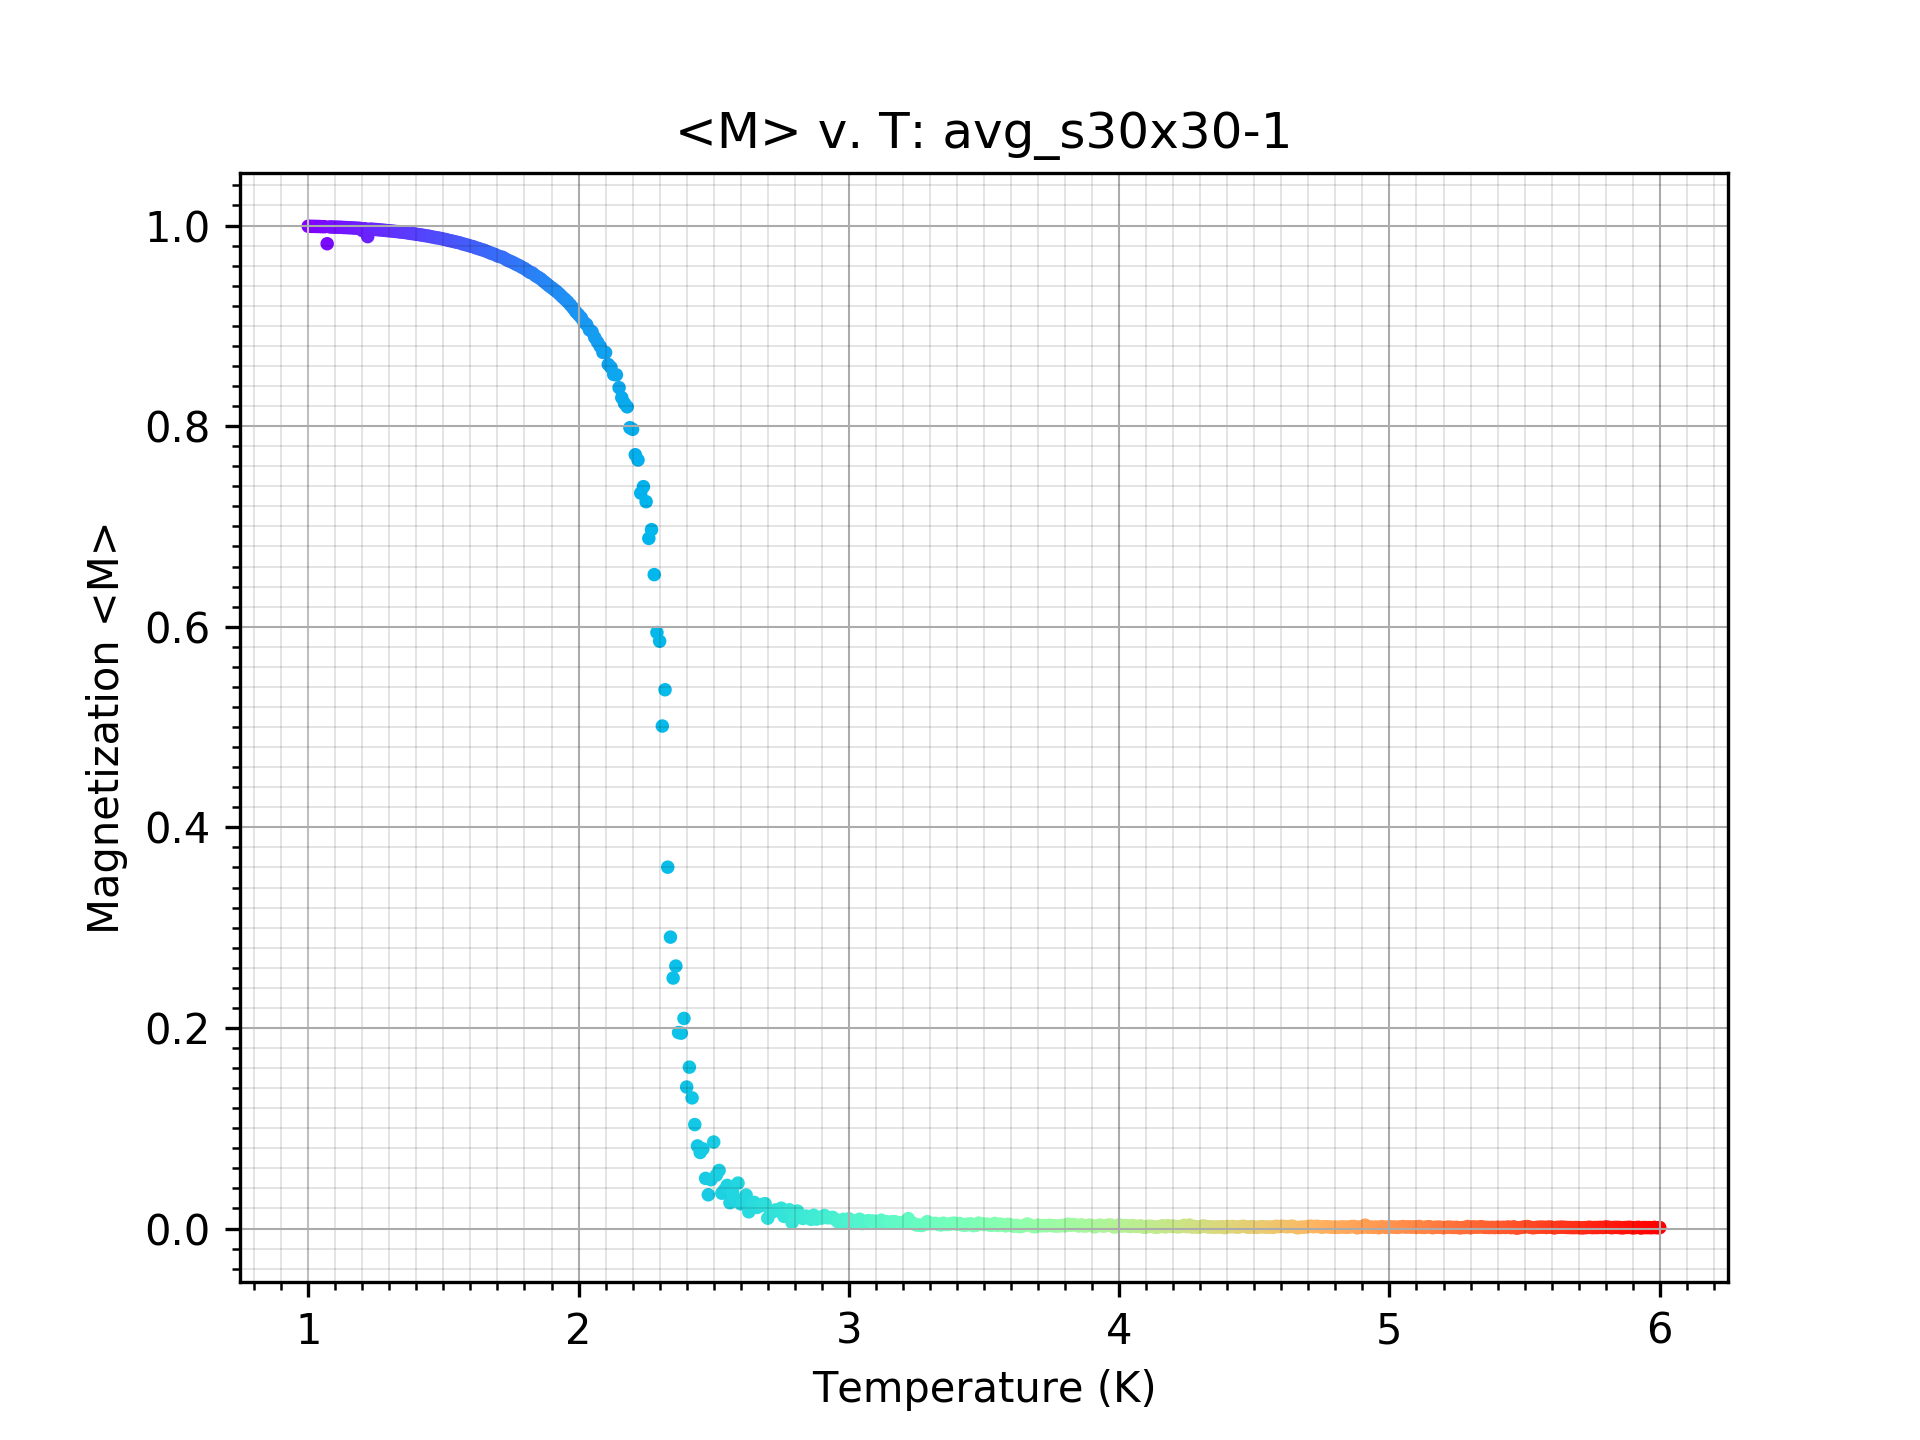 <M> v. T: avg_s30x30-1
Magnetization <M>
1.0
0.8
0.6
0.4
0.2
0.0
1 2 3 4 5 6
Temperature (K)